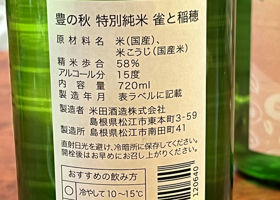 豊の秋 特別純米 雀と稲穂
原材料名 米(国産)、
米こうじ(国産米)
精米歩合 58%
アルコール分 15度
内容量 720ml
製造年月 表ラベルに記載
製造者 米田酒造株式会社
島根県松江市東本町3-59
製造所 島根県松江市南田町41
直射日光を避け、冷暗所に保存してください。
開栓後はお早めにお召し上がりください。
おすすめの飲み方
○ 冷やして10~15℃
120640